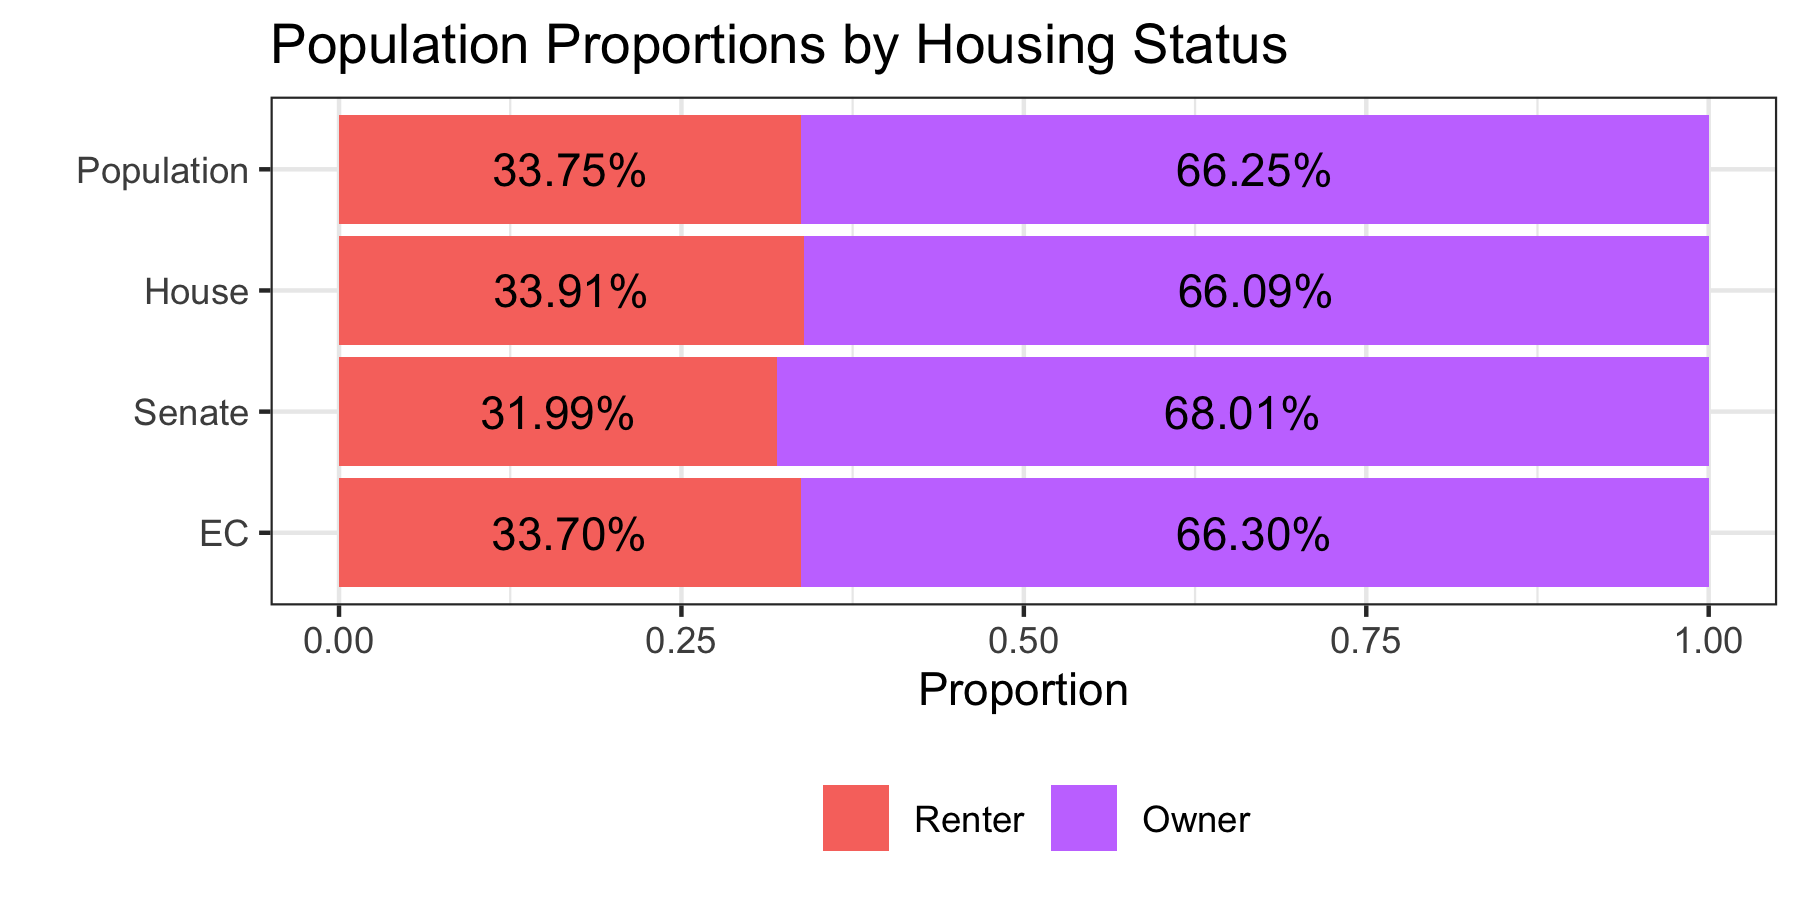 Population Proportions by Housing Status
Population 33.75% 66.25%
House 33.91% 66.09%
Senate 31.99% 68.01%
EC 33.70% 66.30%
0.00 0.25 0.50 0.75 1.00
Proportion
Renter Owner